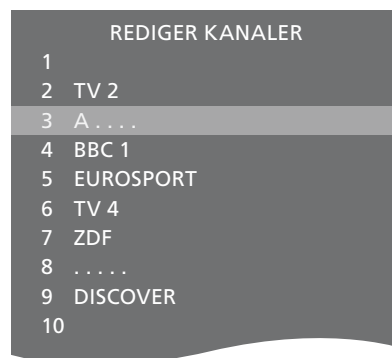 REDIGER KANALER
1
2 TV 2
3 A . . . .
4 BBC 1
5 EUROSPORT
6 TV 4
7 ZDF
8 . . . . .
9 DISCOVER
10